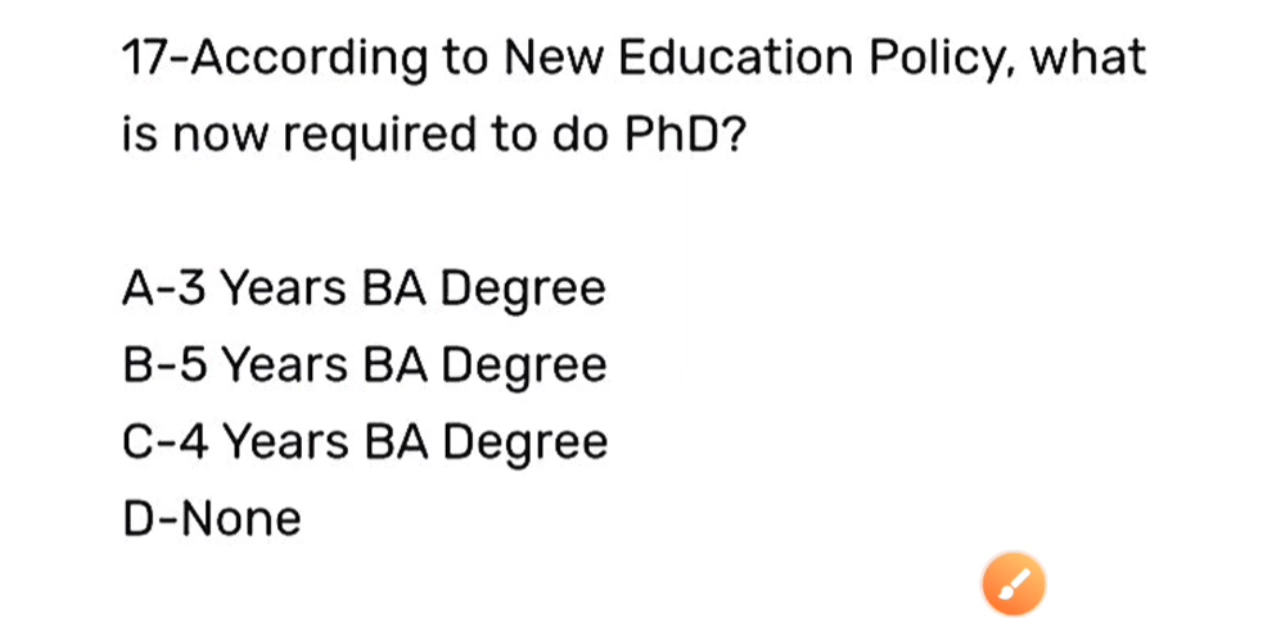 17-According to New Education Policy, what
is now required to do PhD?
A-3 Years BA Degree
B-5 Years BA Degree
C-4 Years BA Degree
D-None